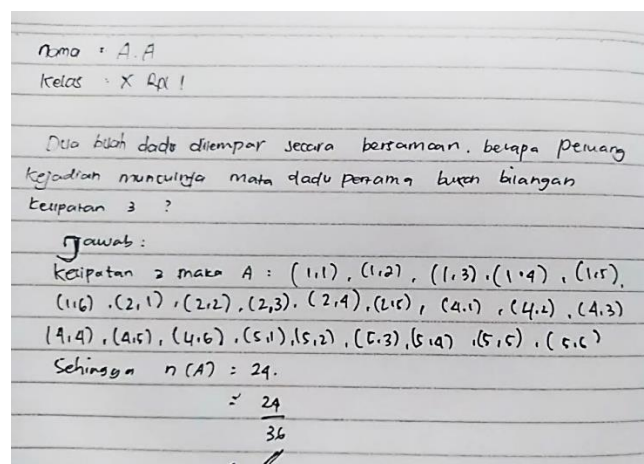 Nama : A.A
Kelas : X RPL 1
Dua buah dadu dilempar secara bersamaan. berapa peluang
kejadian munculnya mata dadu pertama bukan bilangan
kelipatan 3 ?
Jawab :
kelipatan 3 maka A : (1,1), (1,2), (1,3), (1,4), (1,5),
(1,6), (2,1), (2,2), (2,3), (2,4), (2,5), (4,1), (4,2), (4,3)
(4,4), (4,5), (4,6), (5,1), (5,2), (5,3), (5,4), (5,5), (5,6)
Sehingga n(A) = 24.
= 24
36